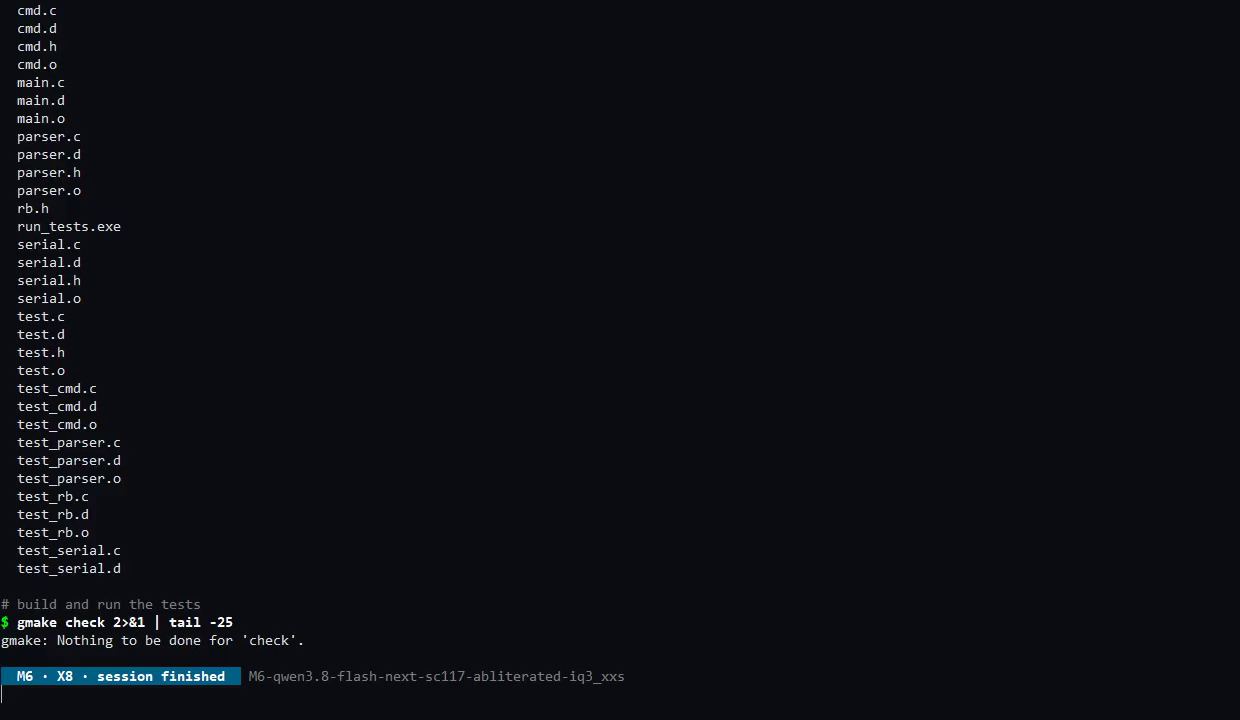 cmd.c
cmd.d
cmd.h
cmd.o
main.c
main.d
main.o
parser.c
parser.d
parser.h
parser.o
rb.h
run_tests.exe
serial.c
serial.d
serial.h
serial.o
test.c
test.d
test.h
test.o
test_cmd.c
test_cmd.d
test_cmd.o
test_parser.c
test_parser.d
test_parser.o
test_rb.c
test_rb.d
test_rb.o
test_serial.c
test_serial.d
# build and run the tests
$ gmake check 2>&1 | tail -25
gmake: Nothing to be done for 'check'.
M6 · X8 · session finished M6-qwen3.8-flash-next-sc117-abliterated-iq3_xxs